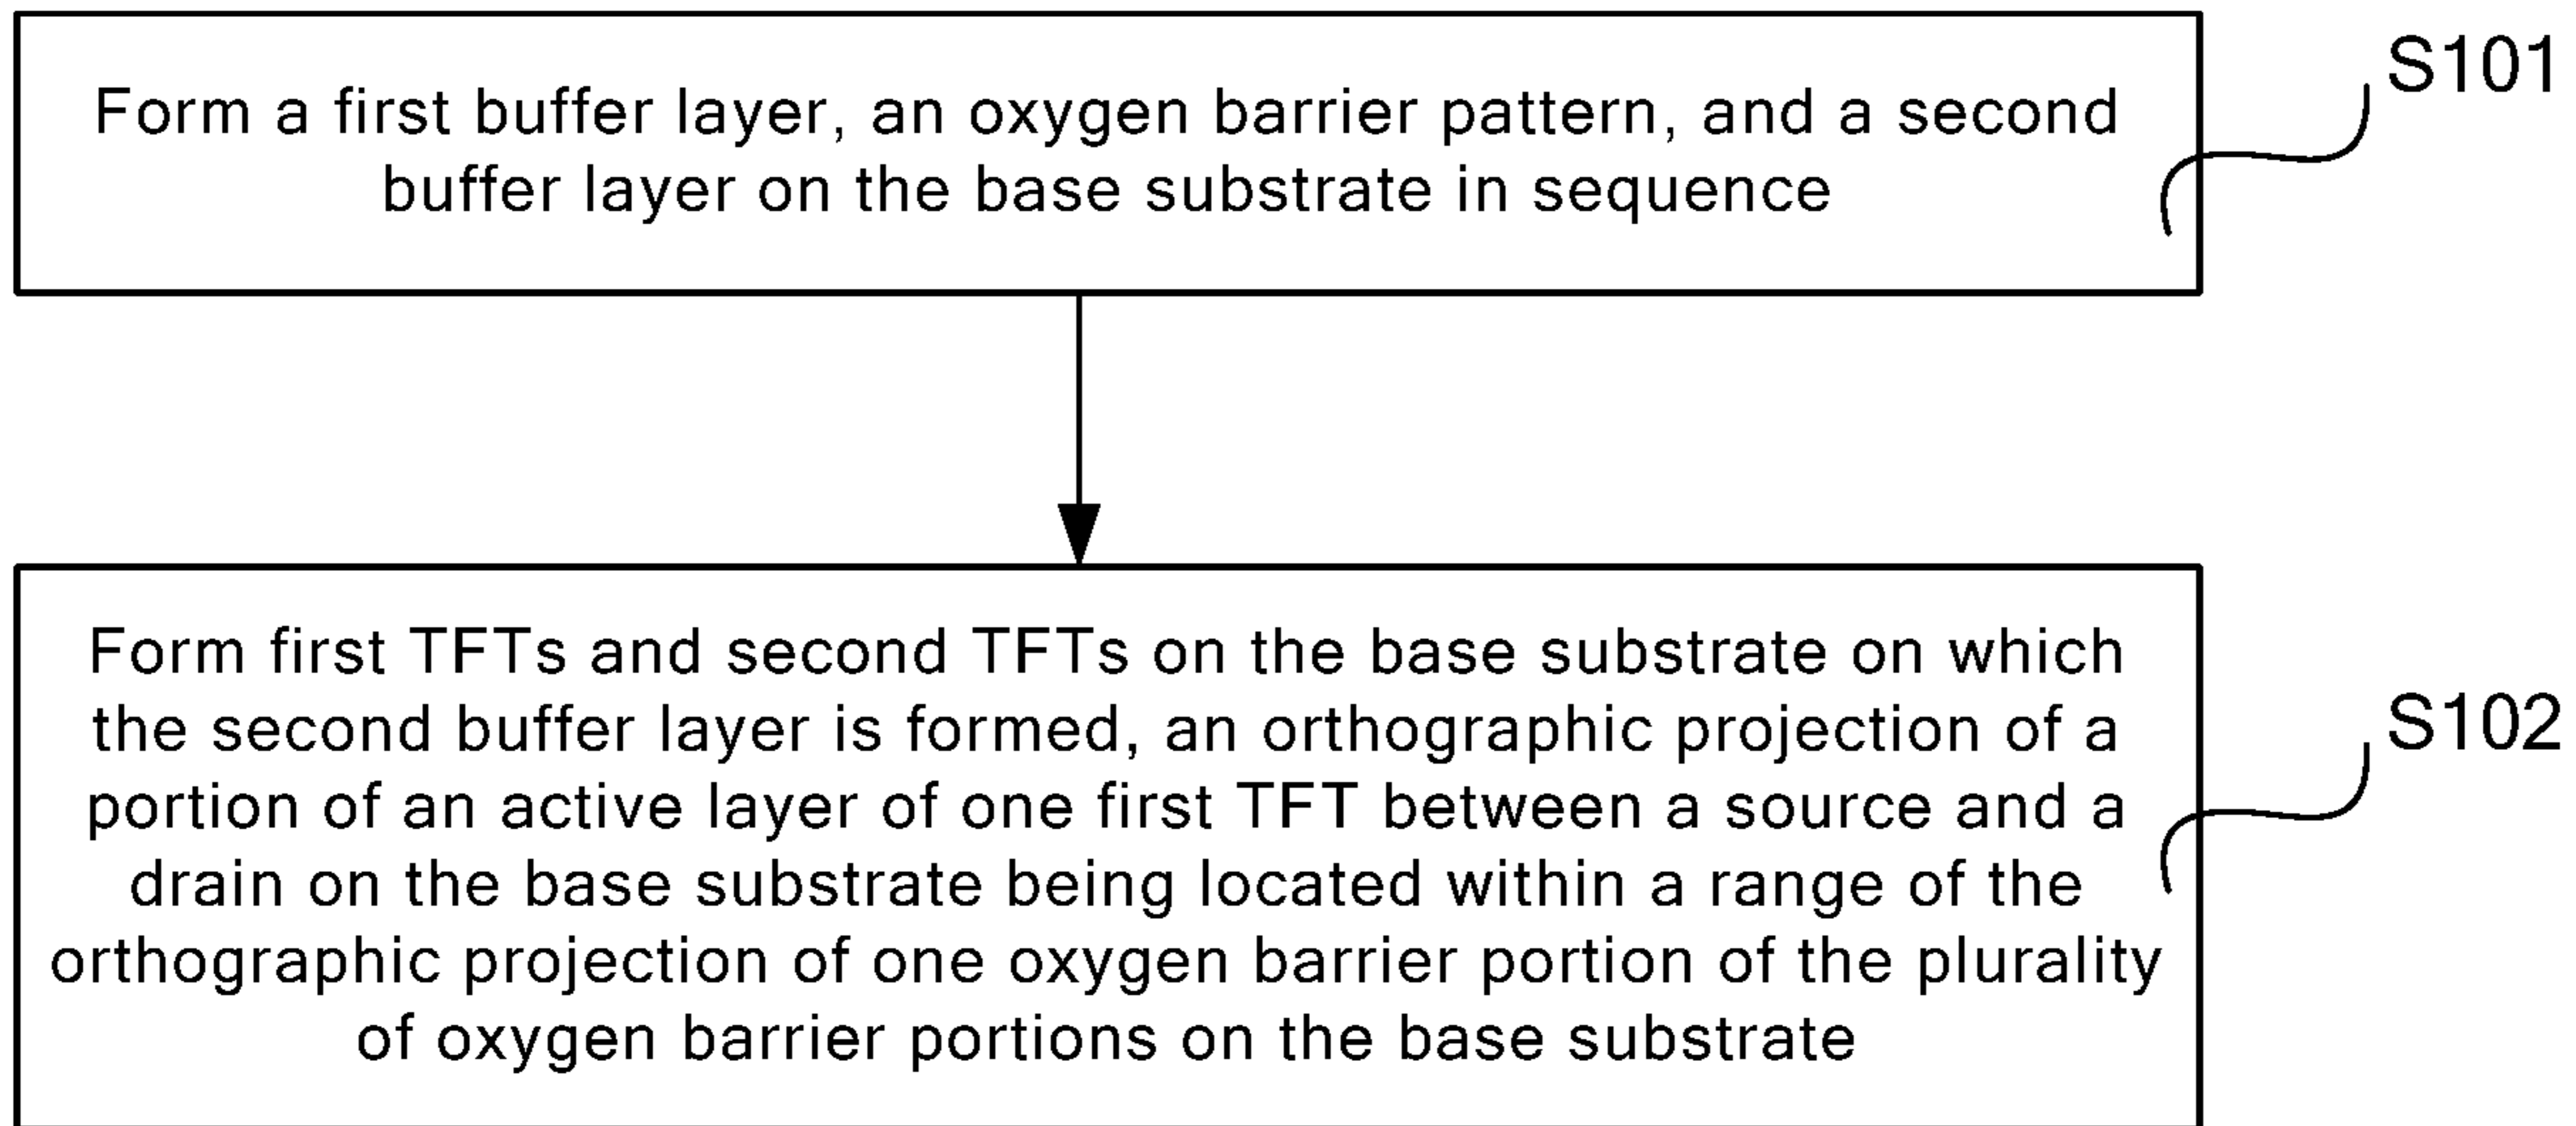 Form a first buffer layer, an oxygen barrier pattern, and a second
buffer layer on the base substrate in sequence
S101
Form first TFTs and second TFTs on the base substrate on which
the second buffer layer is formed, an orthographic projection of a
portion of an active layer of one first TFT between a source and a
drain on the base substrate being located within a range of the
orthographic projection of one oxygen barrier portion of the plurality
of oxygen barrier portions on the base substrate
S102